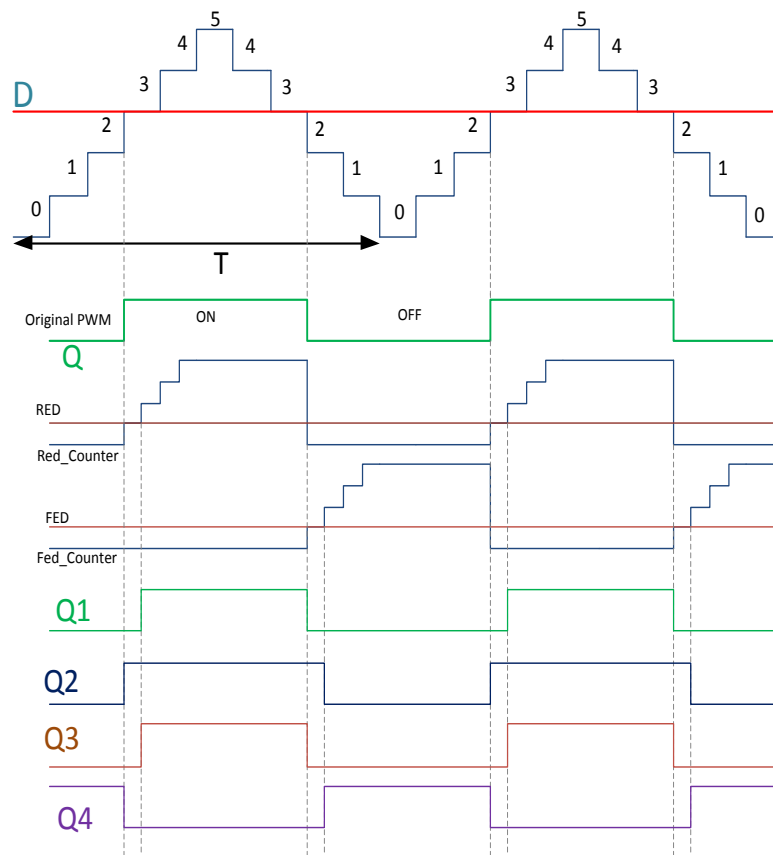 5 5
4 4 4 4
3 3 3 3
D
2 2 2 2
1 1 1 1
0 0 0
T
Original PWM ON OFF
Q
RED
Red_Counter
FED
Fed_Counter
Q1
Q2
Q3
Q4